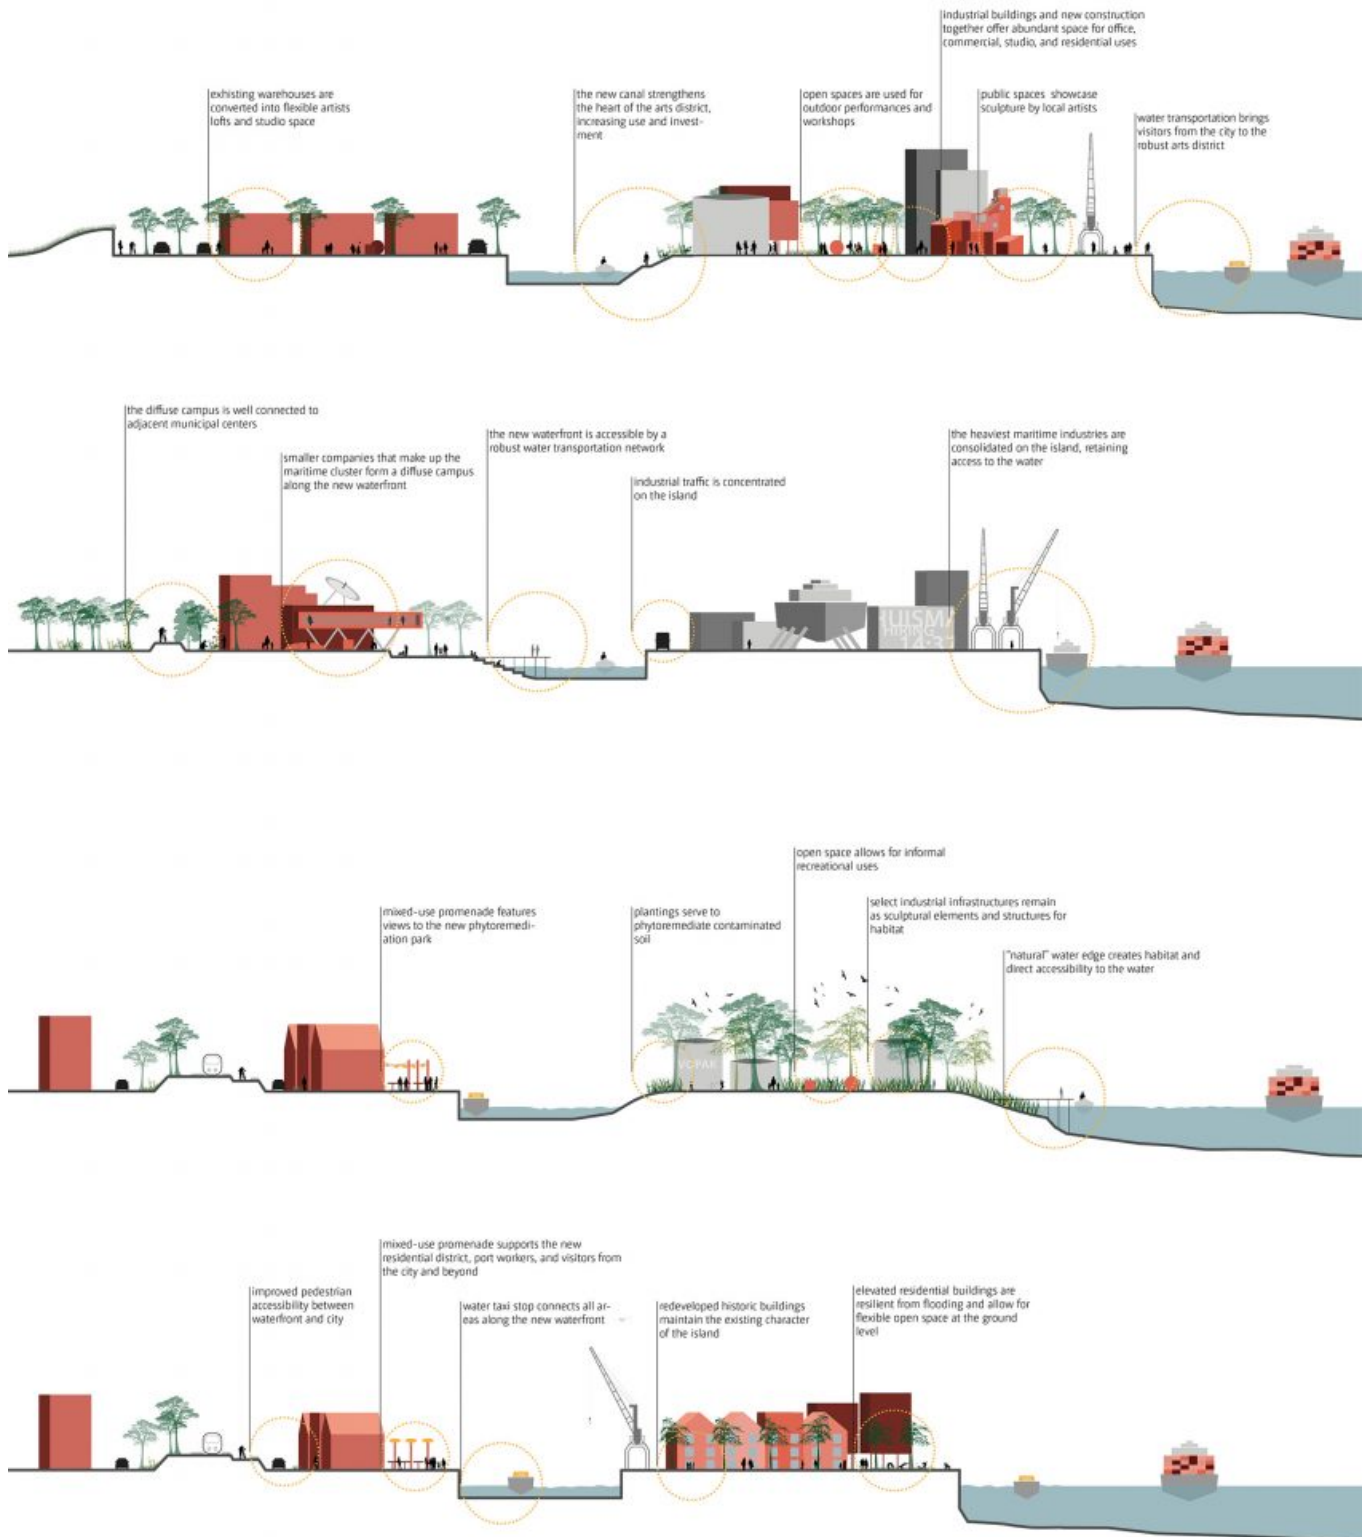 industrial buildings and new construction
together offer abundant space for office,
commercial, studio, and residential uses
exhisting warehouses are
converted into flexible artists
lofts and studio space
the new canal strengthens
the heart of the arts district,
increasing use and invest-
ment
open spaces are used for
outdoor performances and
workshops
public spaces showcase
sculpture by local artists
water transportation brings
visitors from the city to the
robust arts district
the diffuse campus is well connected to
adjacent municipal centers
smaller companies that make up the
maritime cluster form a diffuse campus
along the new waterfront
the new waterfront is accessible by a
robust water transportation network
industrial traffic is concentrated
on the island
the heaviest maritime industries are
consolidated on the island, retaining
access to the water
open space allows for informal
recreational uses
mixed-use promenade features
views to the new phytoremedi-
ation park
plantings serve to
phytoremediate contaminated
soil
select industrial infrastructures remain
as sculptural elements and structures for
habitat
"natural" water edge creates habitat and
direct accessibility to the water
VOPAK
mixed-use promenade supports the new
residential district, port workers, and visitors from
the city and beyond
improved pedestrian
accessibility between
waterfront and city
water taxi stop connects all ar-
eas along the new waterfront
redeveloped historic buildings
maintain the existing character
of the island
elevated residential buildings are
resilient from flooding and allow for
flexible open space at the ground
level